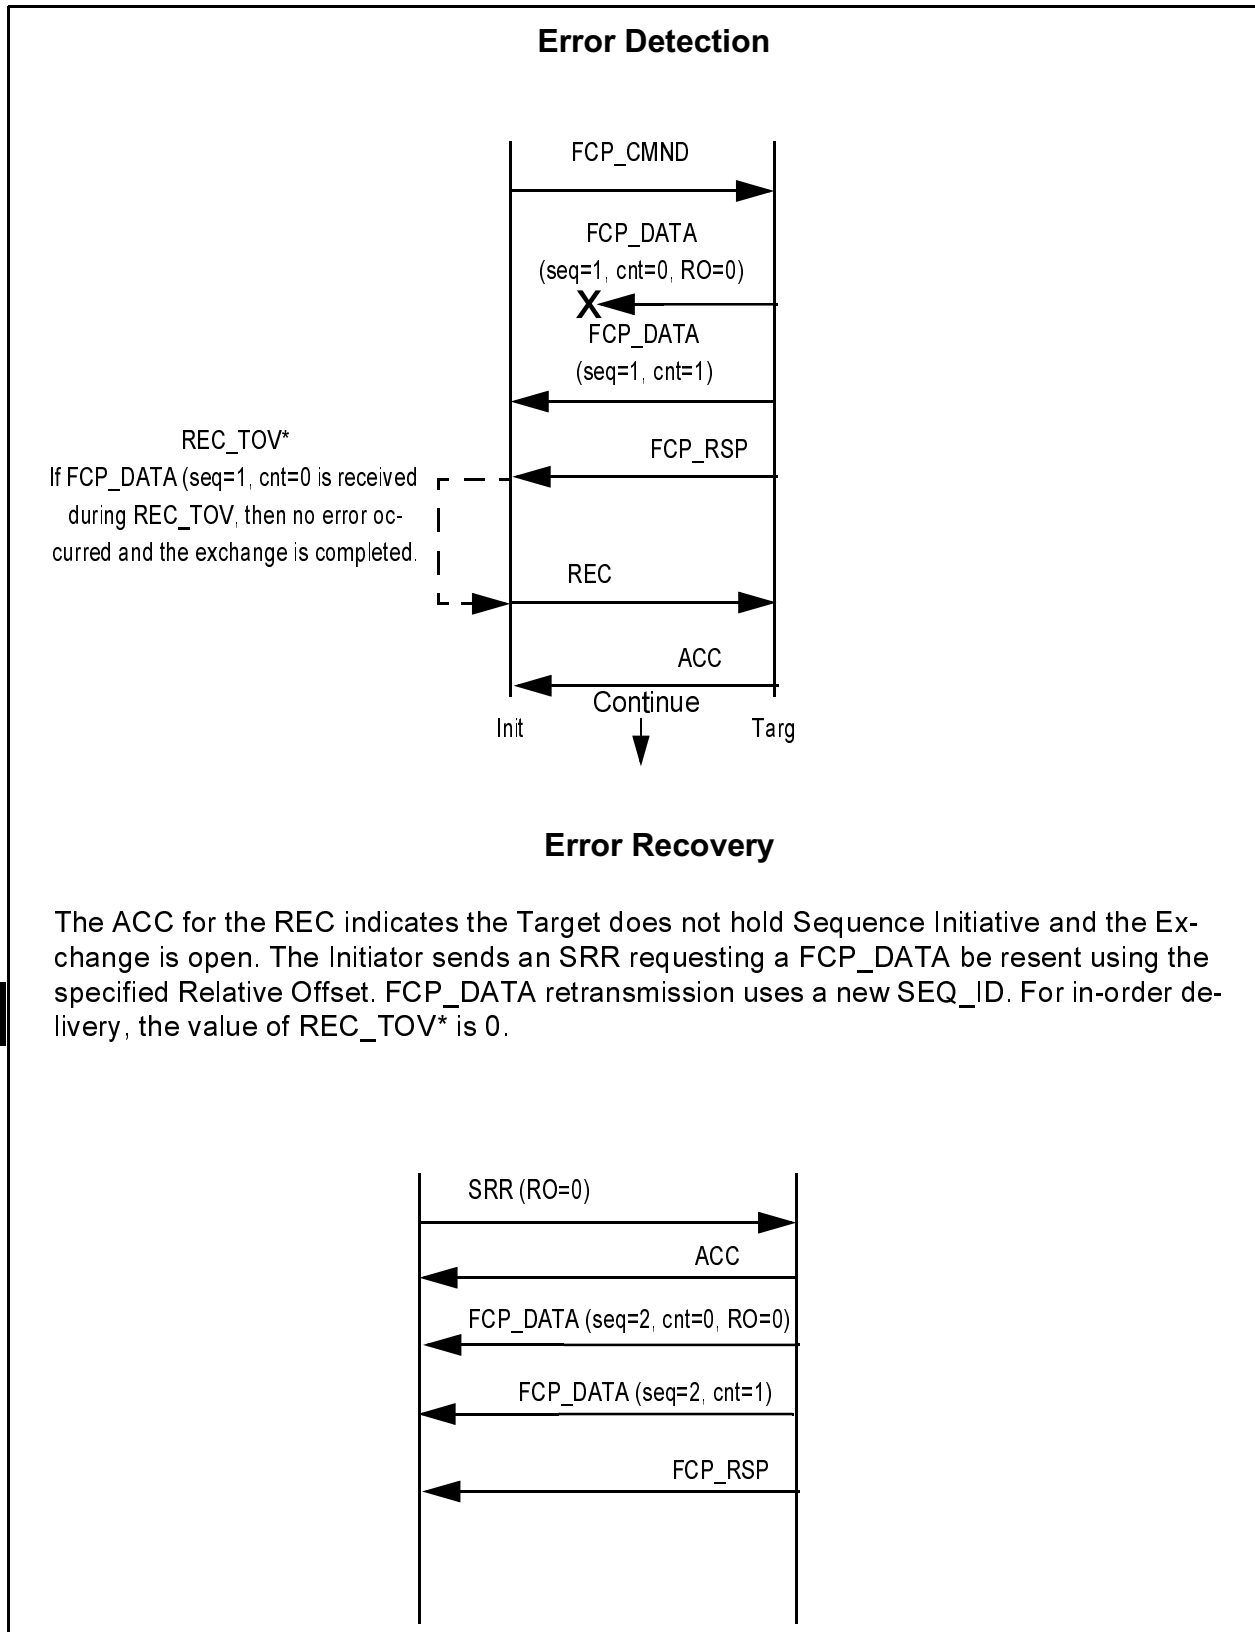 Error Detection
FCP_CMND
FCP_DATA
(seq=1, cnt=0, RO=0)
X
FCP_DATA
(seq=1, cnt=1)
REC_TOV*
If FCP_DATA (seq=1, cnt=0 is received
during REC_TOV, then no error oc-
curred and the exchange is completed.
FCP_RSP
REC
ACC
Continue
Init
Targ
Error Recovery
The ACC for the REC indicates the Target does not hold Sequence Initiative and the Ex-
change is open. The Initiator sends an SRR requesting a FCP_DATA be resent using the
specified Relative Offset. FCP_DATA retransmission uses a new SEQ_ID. For in-order de-
livery, the value of REC_TOV* is 0.
SRR (RO=0)
ACC
FCP_DATA (seq=2, cnt=0, RO=0)
FCP_DATA (seq=2, cnt=1)
FCP_RSP